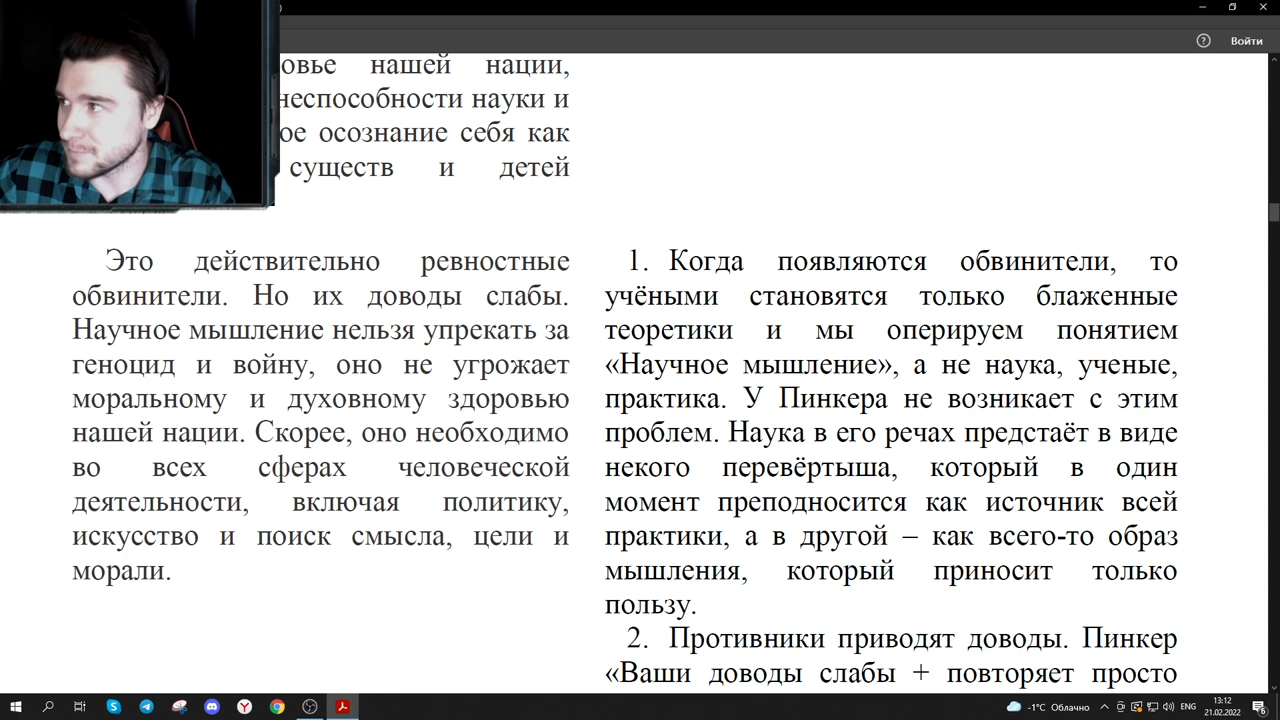 Войти
овье нашей нации,
неспособности науки и
ое осознание себя как
существ и детей
Это действительно ревностные
обвинители. Но их доводы слабы.
Научное мышление нельзя упрекать за
геноцид и войну, оно не угрожает
моральному и духовному здоровью
нашей нации. Скорее, оно необходимо
во всех сферах человеческой
деятельности, включая политику,
искусство и поиск смысла, цели и
морали.
1. Когда появляются обвинители, то
учёными становятся только блаженные
теоретики и мы оперируем понятием
«Научное мышление», а не наука, ученые,
практика. У Пинкера не возникает с этим
проблем. Наука в его речах предстаёт в виде
некого перевёртыша, который в один
момент преподносится как источник всей
практики, а в другой – как всего-то образ
мышления, который приносит только
пользу.
2. Противники приводят доводы. Пинкер
«Ваши доводы слабы + повторяет просто
-1°C Облачно
ENG
13:12
21.02.2022
6